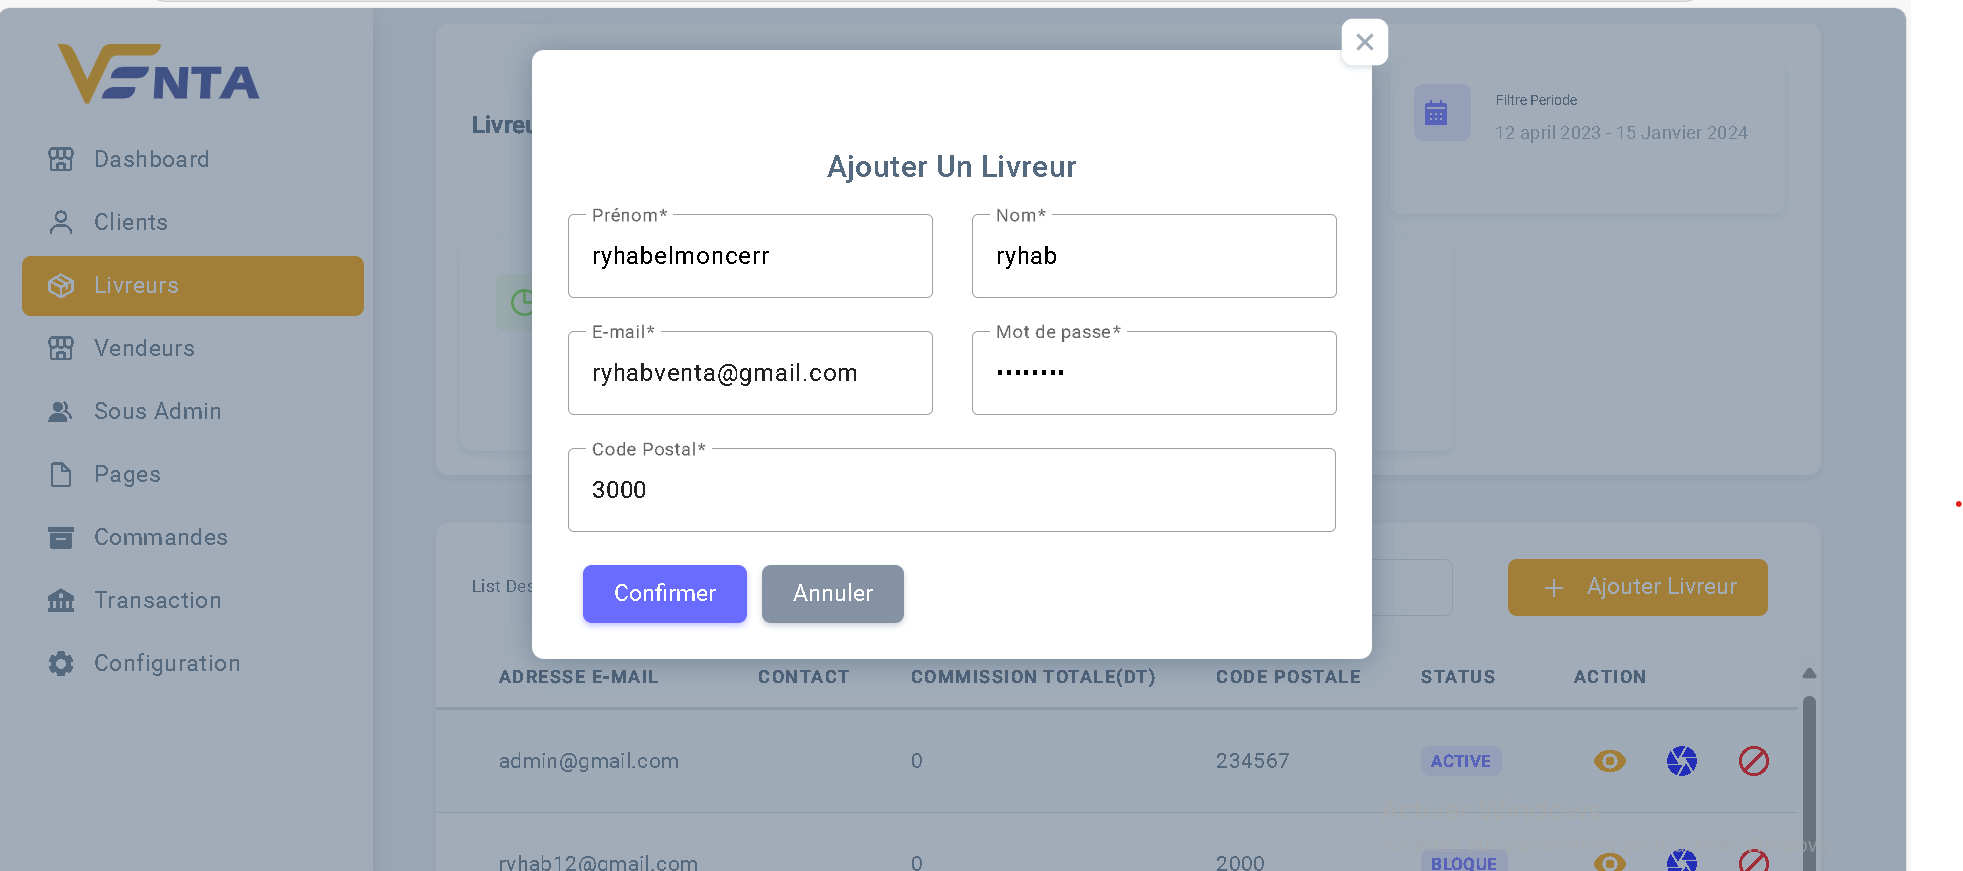 VENTA
Dashboard
Clients
Livreurs
Vendeurs
Sous Admin
Pages
Commandes
Transaction
Configuration
Filtre Periode
12 april 2023 - 15 Janvier 2024
Ajouter Un Livreur
Prénom*
ryhabelmoncerr
Nom*
ryhab
E-mail*
ryhabventa@gmail.com
Mot de passe*
••••••••
Code Postal*
3000
Confirmer
Annuler
List Des
+ Ajouter Livreur
ADRESSE E-MAIL CONTACT COMMISSION TOTALE(DT) CODE POSTALE STATUS ACTION
admin@gmail.com 0 234567 ACTIVE
ryhab12@gmail.com 0 2000 BLOQUE